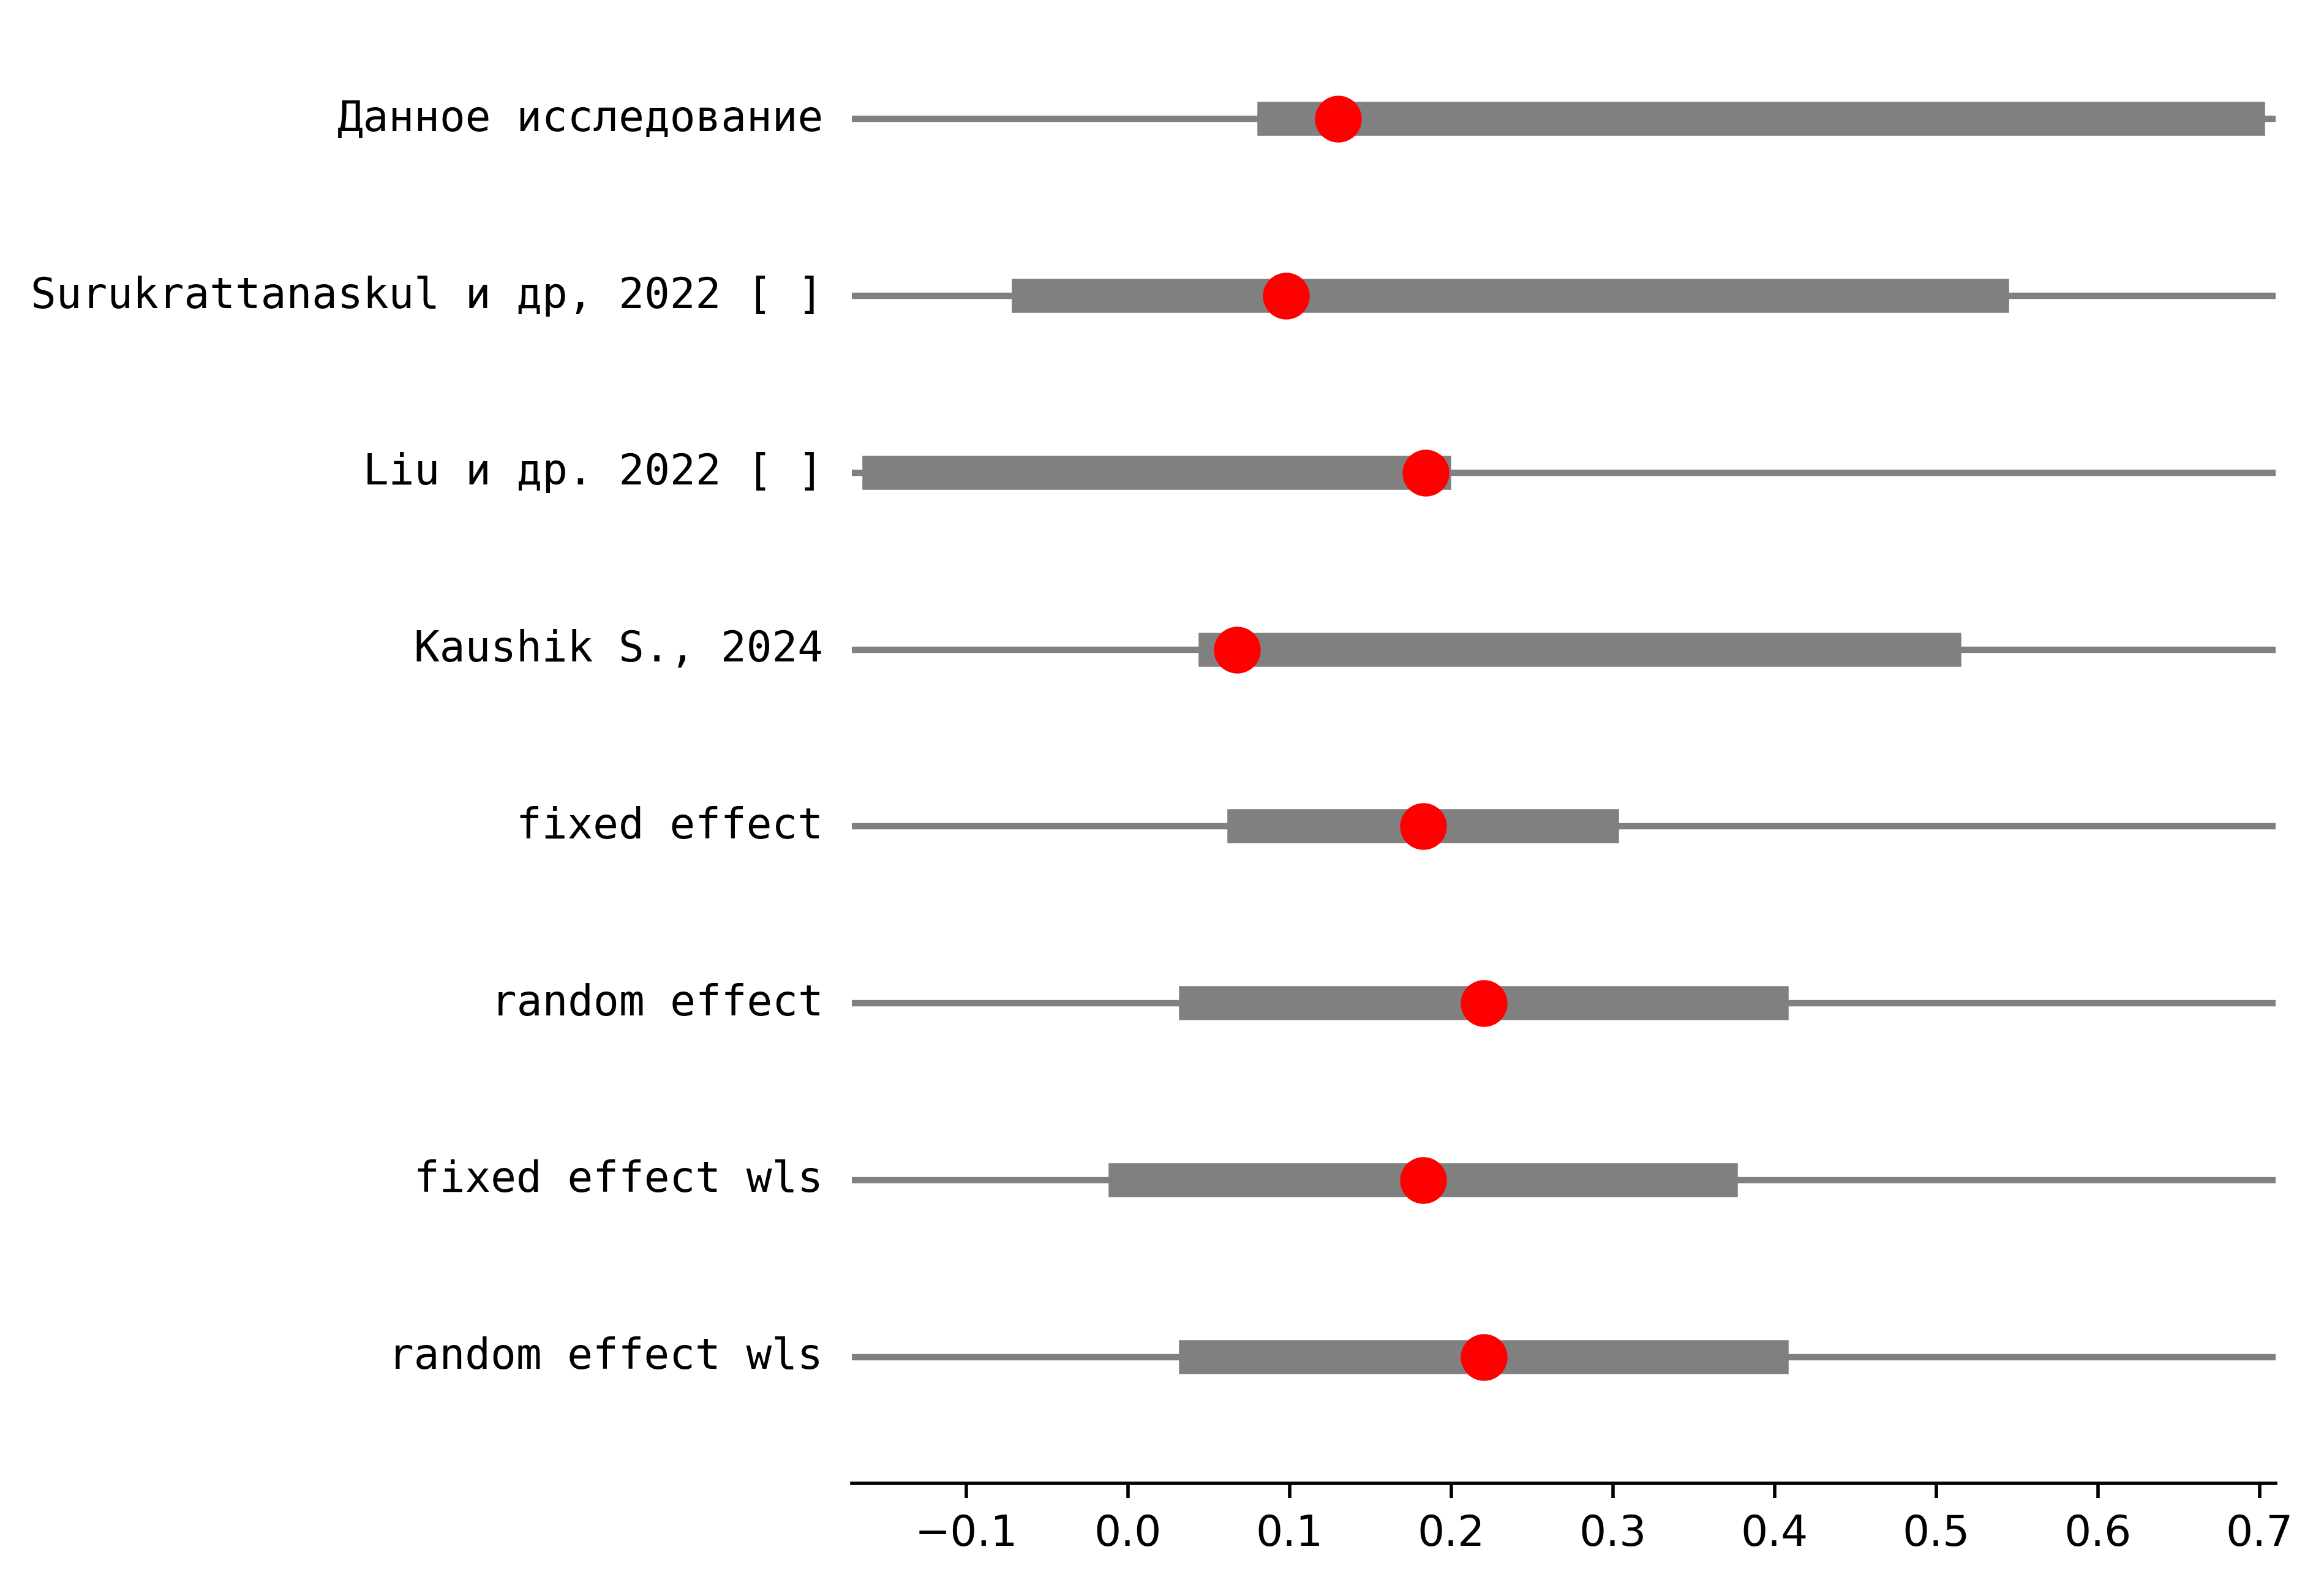 Данное исследование
Surukrattanaskul и др, 2022 [ ]
Liu и др. 2022 [ ]
Kaushik S., 2024
fixed effect
random effect
fixed effect wls
random effect wls
−0.1 0.0 0.1 0.2 0.3 0.4 0.5 0.6 0.7